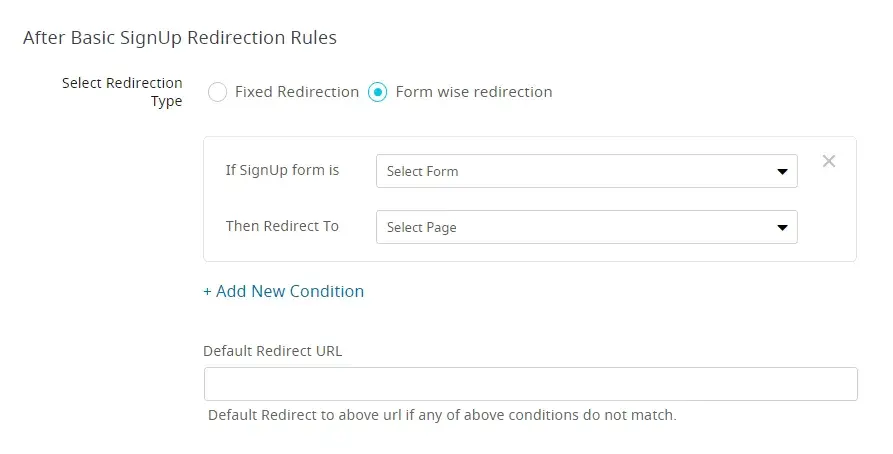 After Basic SignUp Redirection Rules
Select Redirection
Type
Fixed Redirection Form wise redirection
If SignUp form is Select Form
Then Redirect To Select Page
+ Add New Condition
Default Redirect URL
Default Redirect to above url if any of above conditions do not match.